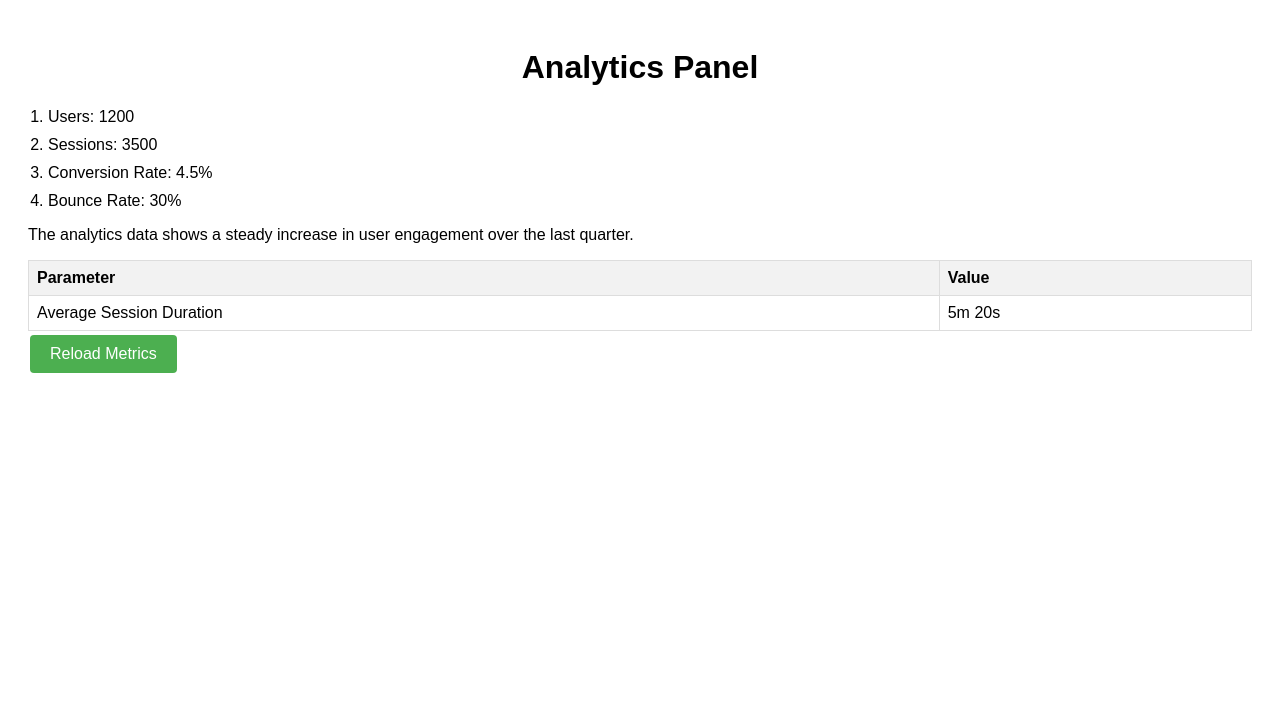 Analytics Panel
1. Users: 1200
2. Sessions: 3500
3. Conversion Rate: 4.5%
4. Bounce Rate: 30%
The analytics data shows a steady increase in user engagement over the last quarter.
Parameter Value
Average Session Duration 5m 20s
Reload Metrics